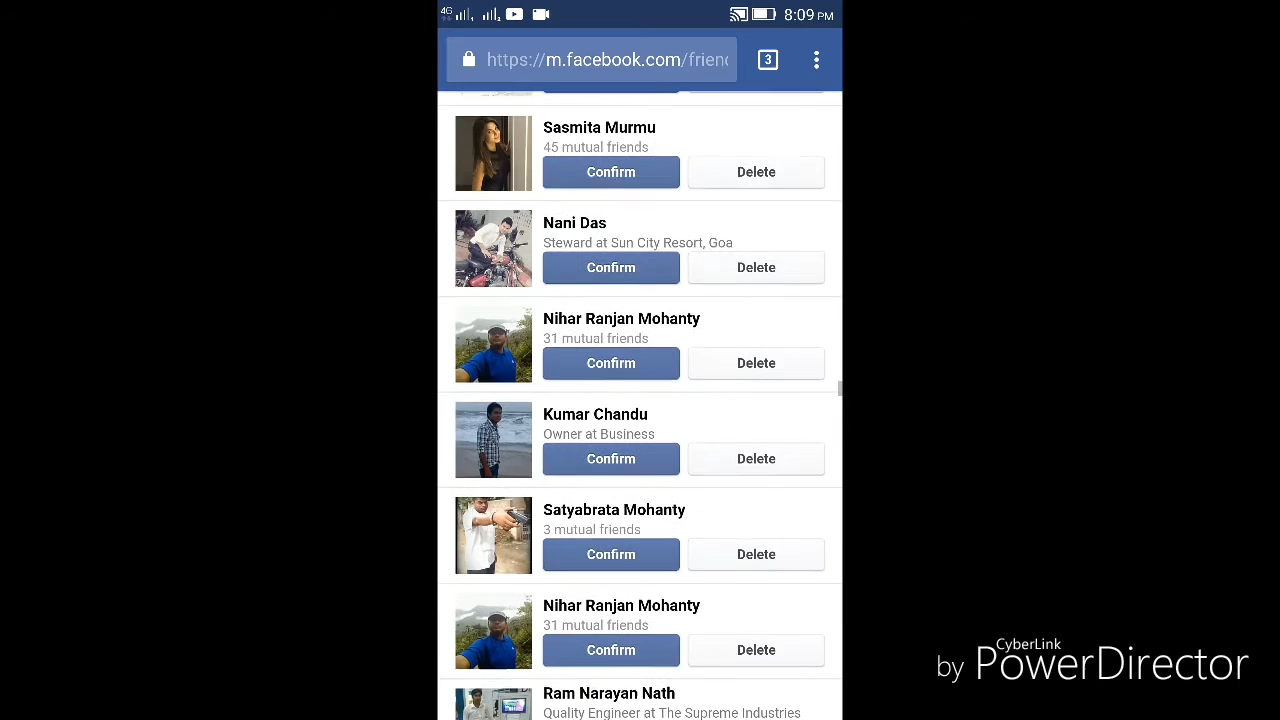 4G 8:09 PM
https://m.facebook.com/frien
3
Sasmita Murmu
45 mutual friends
Confirm Delete
Nani Das
Steward at Sun City Resort, Goa
Confirm Delete
Nihar Ranjan Mohanty
31 mutual friends
Confirm Delete
Kumar Chandu
Owner at Business
Confirm Delete
Satyabrata Mohanty
3 mutual friends
Confirm Delete
Nihar Ranjan Mohanty
31 mutual friends
Confirm Delete
Ram Narayan Nath
Quality Engineer at The Supreme Industries
CyberLink
by PowerDirector